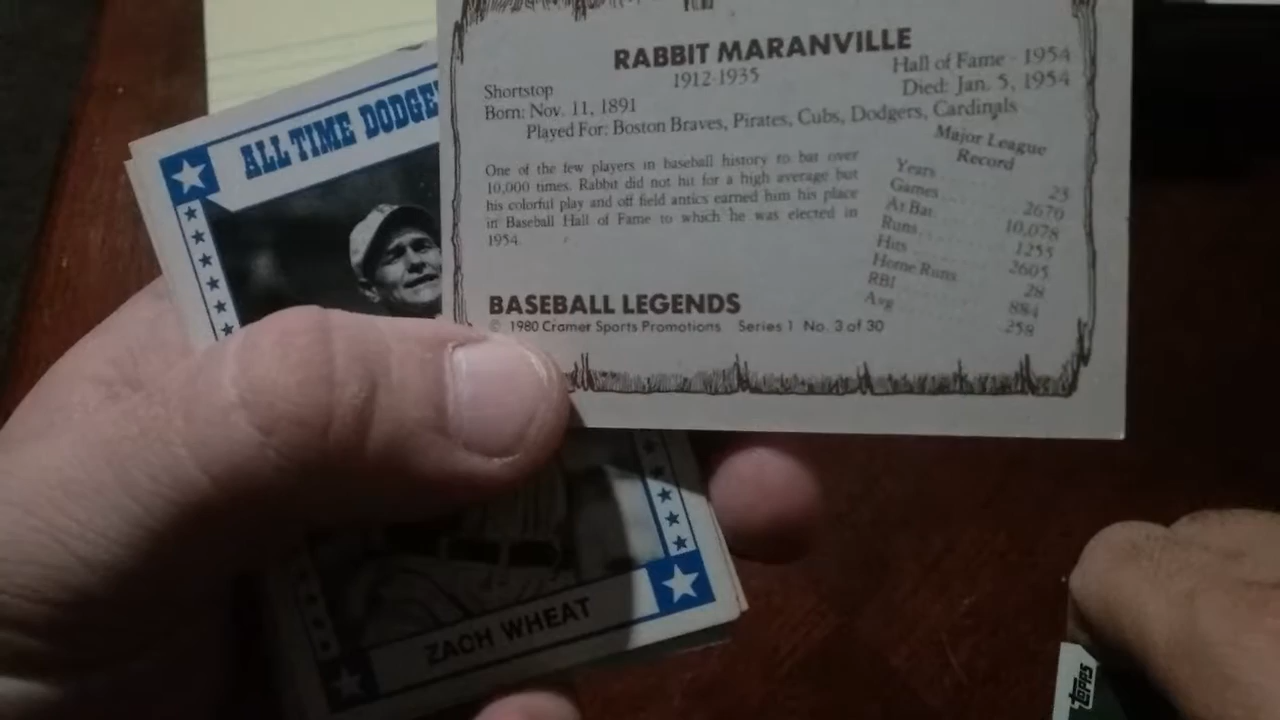 ALL TIME DODGE
RABBIT MARANVILLE
1912-1935
Shortstop
Hall of Fame - 1954
Born: Nov. 11, 1891
Died: Jan. 5, 1954
Played For: Boston Braves, Pirates, Cubs, Dodgers, Cardinals
One of the few players in baseball history to bat over
10,000 times. Rabbit did not hit for a high average but
his colorful play and off field antics earned him his place
in Baseball Hall of Fame to which he was elected in
1954.
Major League
Record
Years 23
Games 2670
At Bat 10,078
Runs 1255
Hits 2605
Home Runs 28
RBI 884
Avg 258
BASEBALL LEGENDS
© 1980 Cramer Sports Promotions Series 1 No. 3 of 30
ZACH WHEAT
TOPPS